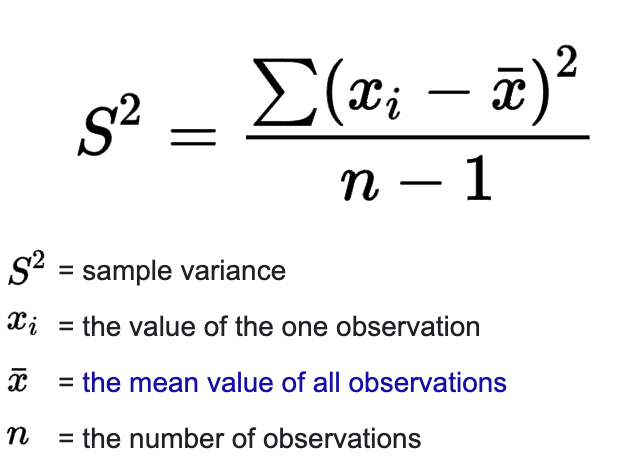 S² = ∑(xᵢ − x̄)² / n − 1
S² = sample variance
xᵢ = the value of the one observation
x̄ = the mean value of all observations
n = the number of observations